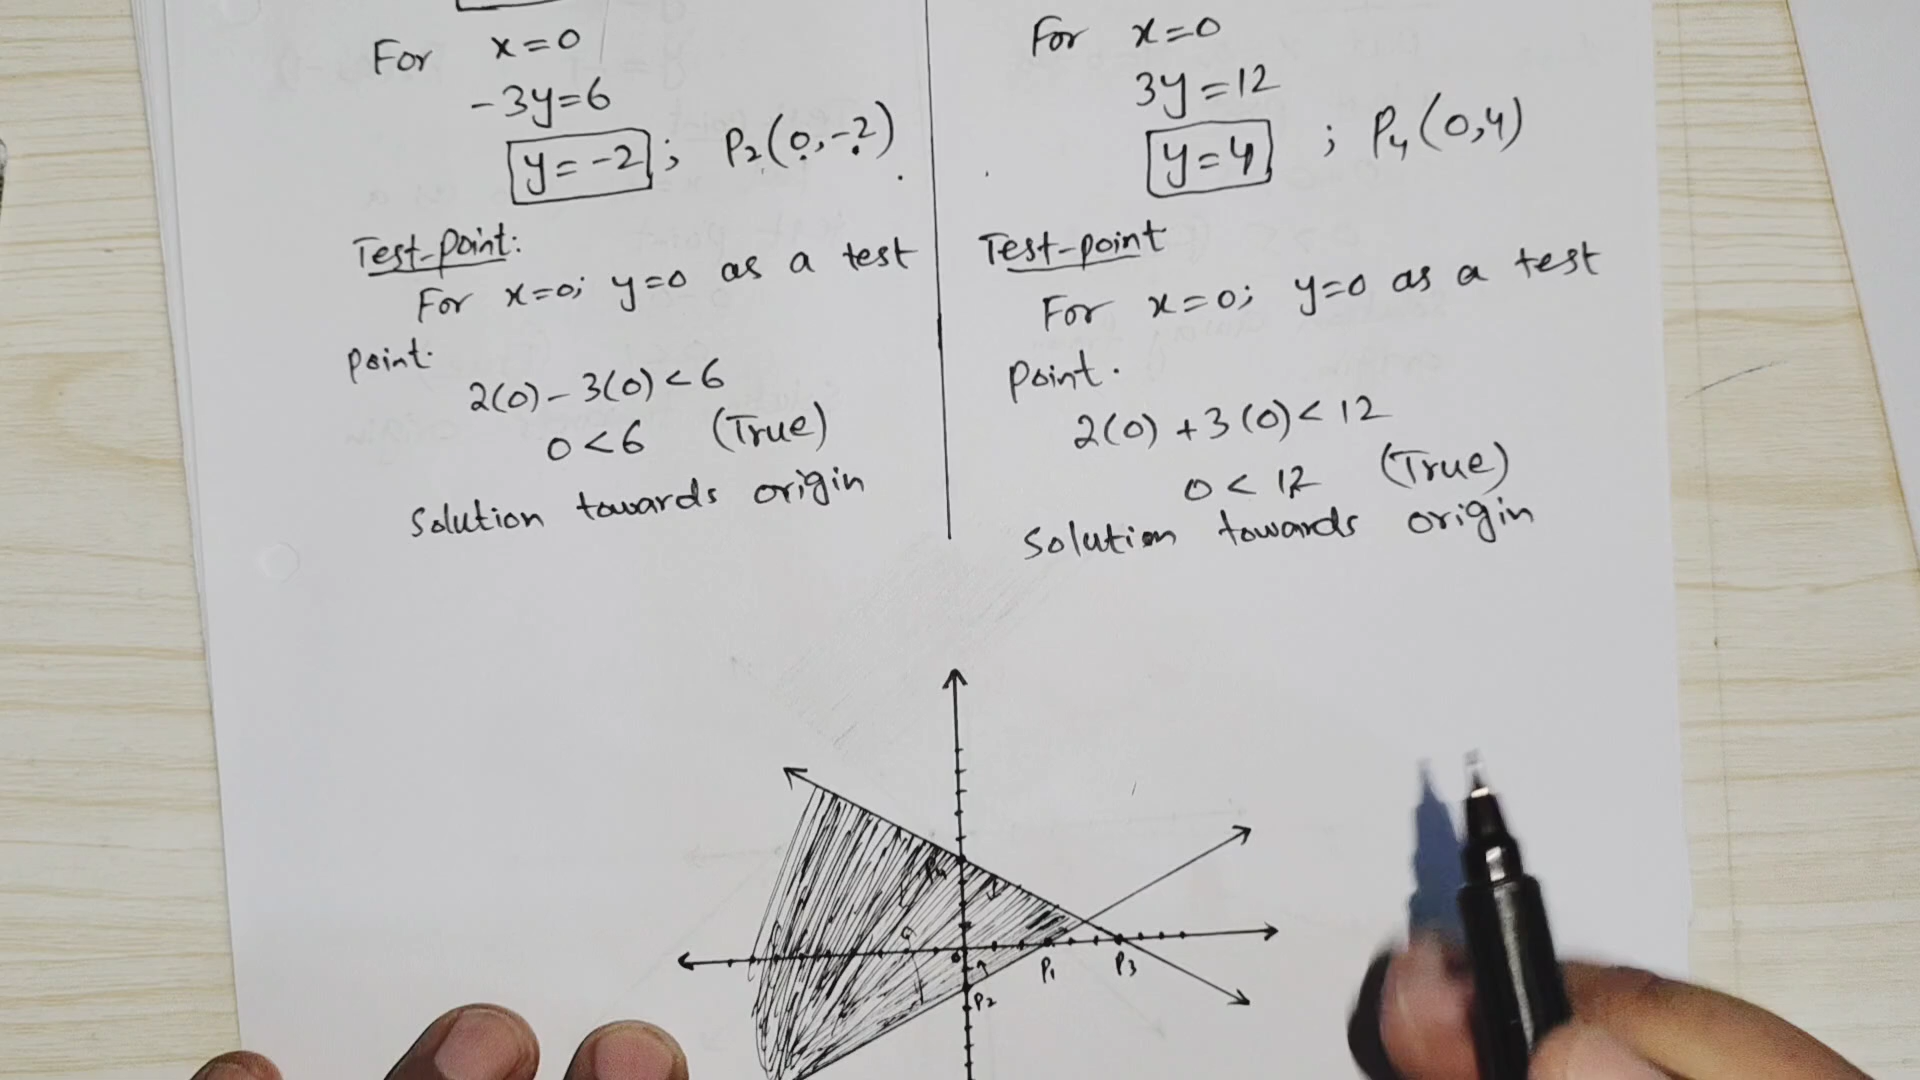 For x=0
-3y=6
y=-2 ; P₂(0,-2)
Test-point:
For x=0; y=0 as a test
point.
2(0)-3(0)<6
0<6 (True)
Solution towards origin
For x=0
3y=12
y=4 ; P₄(0,4)
Test-point
For x=0; y=0 as a test
point.
2(0)+3(0)<12
0<12 (True)
Solution towards origin
P₄
0
P₁
P₃
P₂